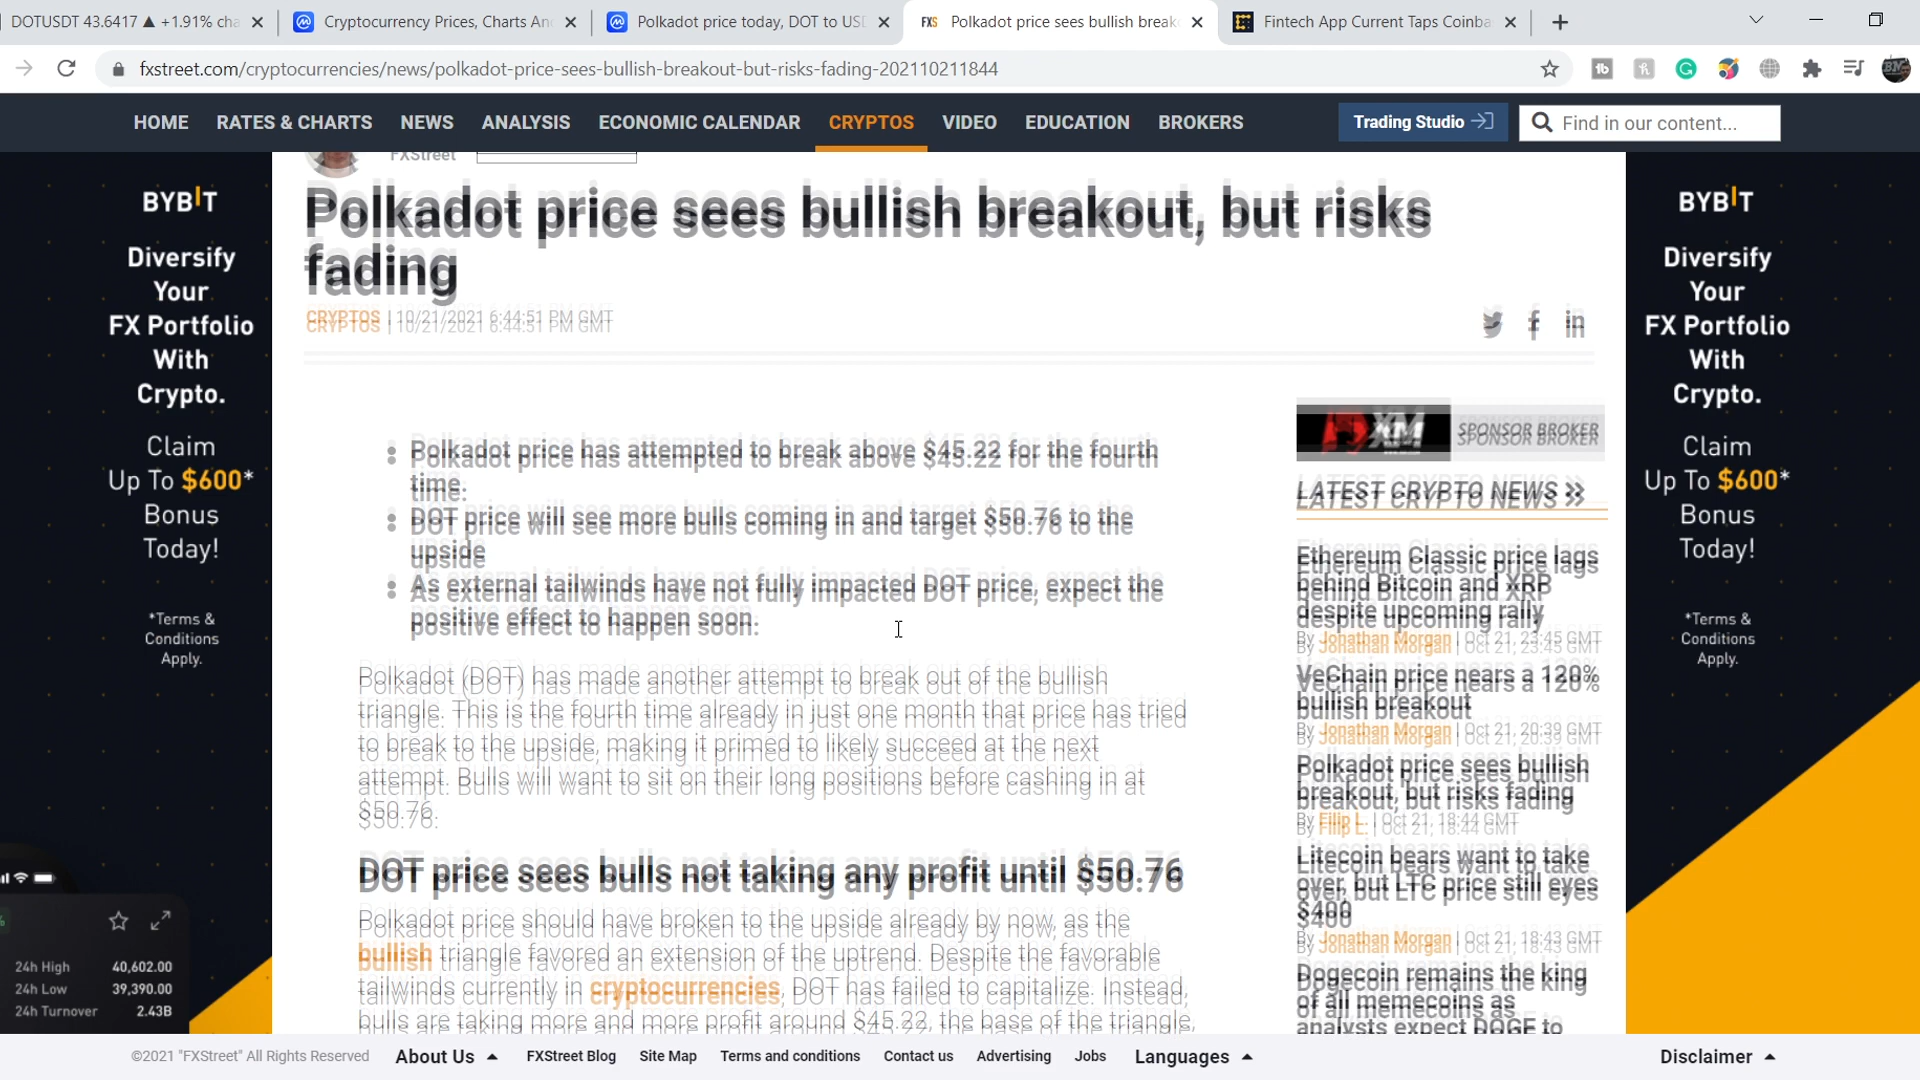 DOTUSDT 43.6417 ▲ +1.91% cha
Cryptocurrency Prices, Charts An
Polkadot price today, DOT to US
FXS Polkadot price sees bullish break
Fintech App Current Taps Coinba
fxstreet.com/cryptocurrencies/news/polkadot-price-sees-bullish-breakout-but-risks-fading-202110211844
HOME RATES & CHARTS NEWS ANALYSIS ECONOMIC CALENDAR CRYPTOS VIDEO EDUCATION BROKERS
Trading Studio
Find in our content...
BYBIT
Diversify
Your
FX Portfolio
With
Crypto.
Claim
Up To $600*
Bonus
Today!
*Terms &
Conditions
Apply.
24h High 40,602.00
24h Low 39,390.00
24h Turnover 2.43B
FXStreet
Polkadot price sees bullish breakout, but risks
fading
CRYPTOS | 10/21/2021 6:44:51 PM GMT
• Polkadot price has attempted to break above $45.22 for the fourth
time.
• DOT price will see more bulls coming in and target $50.76 to the
upside
• As external tailwinds have not fully impacted DOT price, expect the
positive effect to happen soon.
Polkadot (DOT) has made another attempt to break out of the bullish
triangle. This is the fourth time already in just one month that price has tried
to break to the upside, making it primed to likely succeed at the next
attempt. Bulls will want to sit on their long positions before cashing in at
$50.76.
DOT price sees bulls not taking any profit until $50.76
Polkadot price should have broken to the upside already by now, as the
bullish triangle favored an extension of the uptrend. Despite the favorable
tailwinds currently in cryptocurrencies, DOT has failed to capitalize. Instead,
bulls are taking more and more profit around $45.22, the base of the triangle,
XM SPONSOR BROKER
LATEST CRYPTO NEWS »
Ethereum Classic price lags
behind Bitcoin and XRP
despite upcoming rally
By Jonathan Morgan | Oct 21, 23:45 GMT
VeChain price nears a 120%
bullish breakout
By Jonathan Morgan | Oct 21, 20:39 GMT
Polkadot price sees bullish
breakout, but risks fading
By Filip L. | Oct 21, 18:44 GMT
Litecoin bears want to take
over, but LTC price still eyes
$400
By Jonathan Morgan | Oct 21, 18:43 GMT
Dogecoin remains the king
of all memecoins as
analysts expect DOGE to
BYBIT
Diversify
Your
FX Portfolio
With
Crypto.
Claim
Up To $600*
Bonus
Today!
*Terms &
Conditions
Apply.
©2021 "FXStreet" All Rights Reserved About Us FXStreet Blog Site Map Terms and conditions Contact us Advertising Jobs Languages Disclaimer